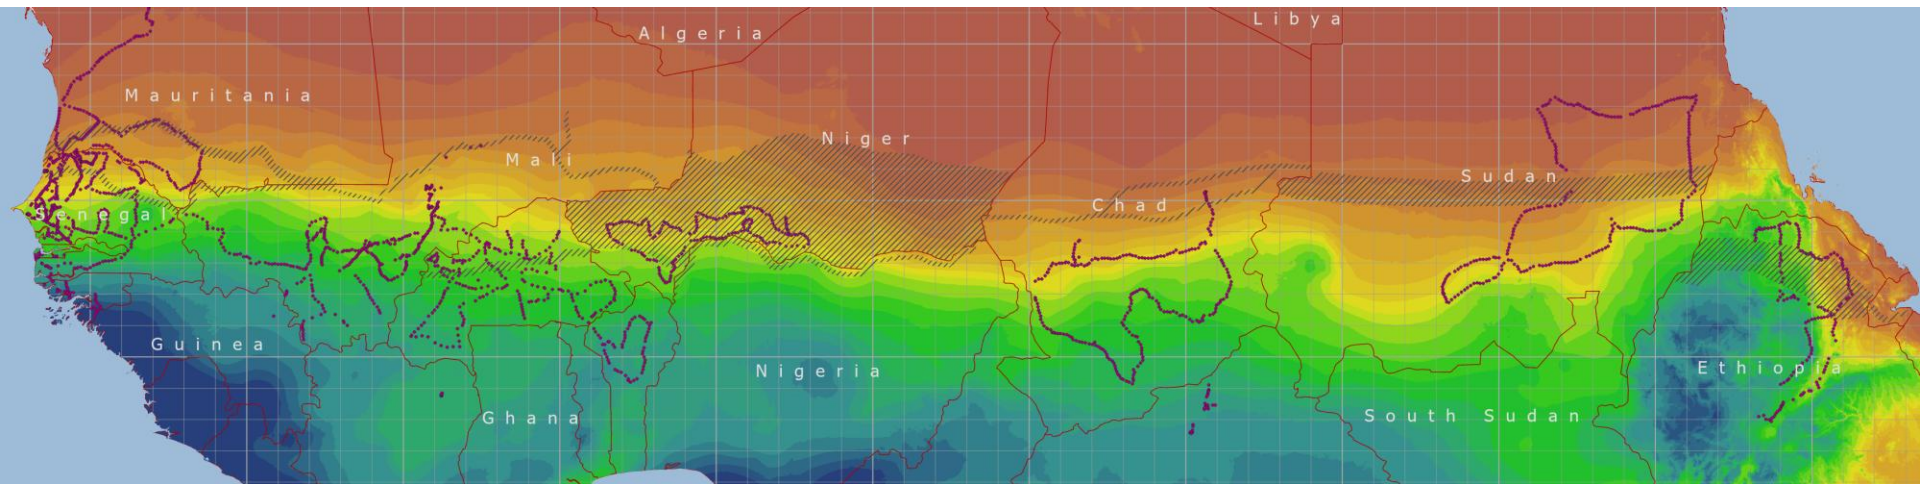 Libya
Algeria
Mauritania
Niger
Mali
Sudan
Chad
Senegal
Guinea
Nigeria
Ethiopia
Ghana
South Sudan